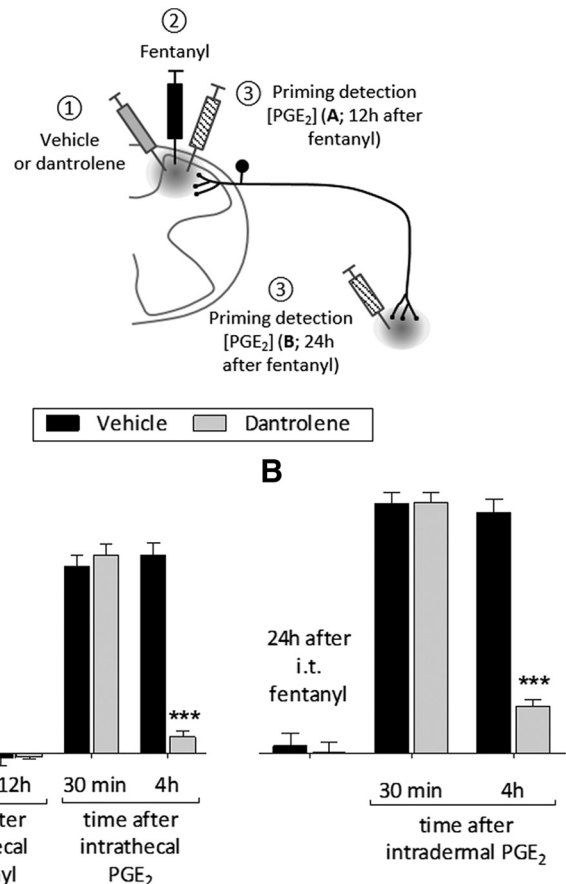 ②
Fentanyl
①
Vehicle
or dantrolene
③ Priming detection
[PGE₂] (A; 12h after
fentanyl)
③
Priming detection
[PGE₂] (B; 24h
after fentanyl)
Vehicle Dantrolene
B
24h after
i.t.
fentanyl
***
***
12h 30 min 4h
time after
intrathecal
PGE₂
30 min 4h
time after
intradermal PGE₂